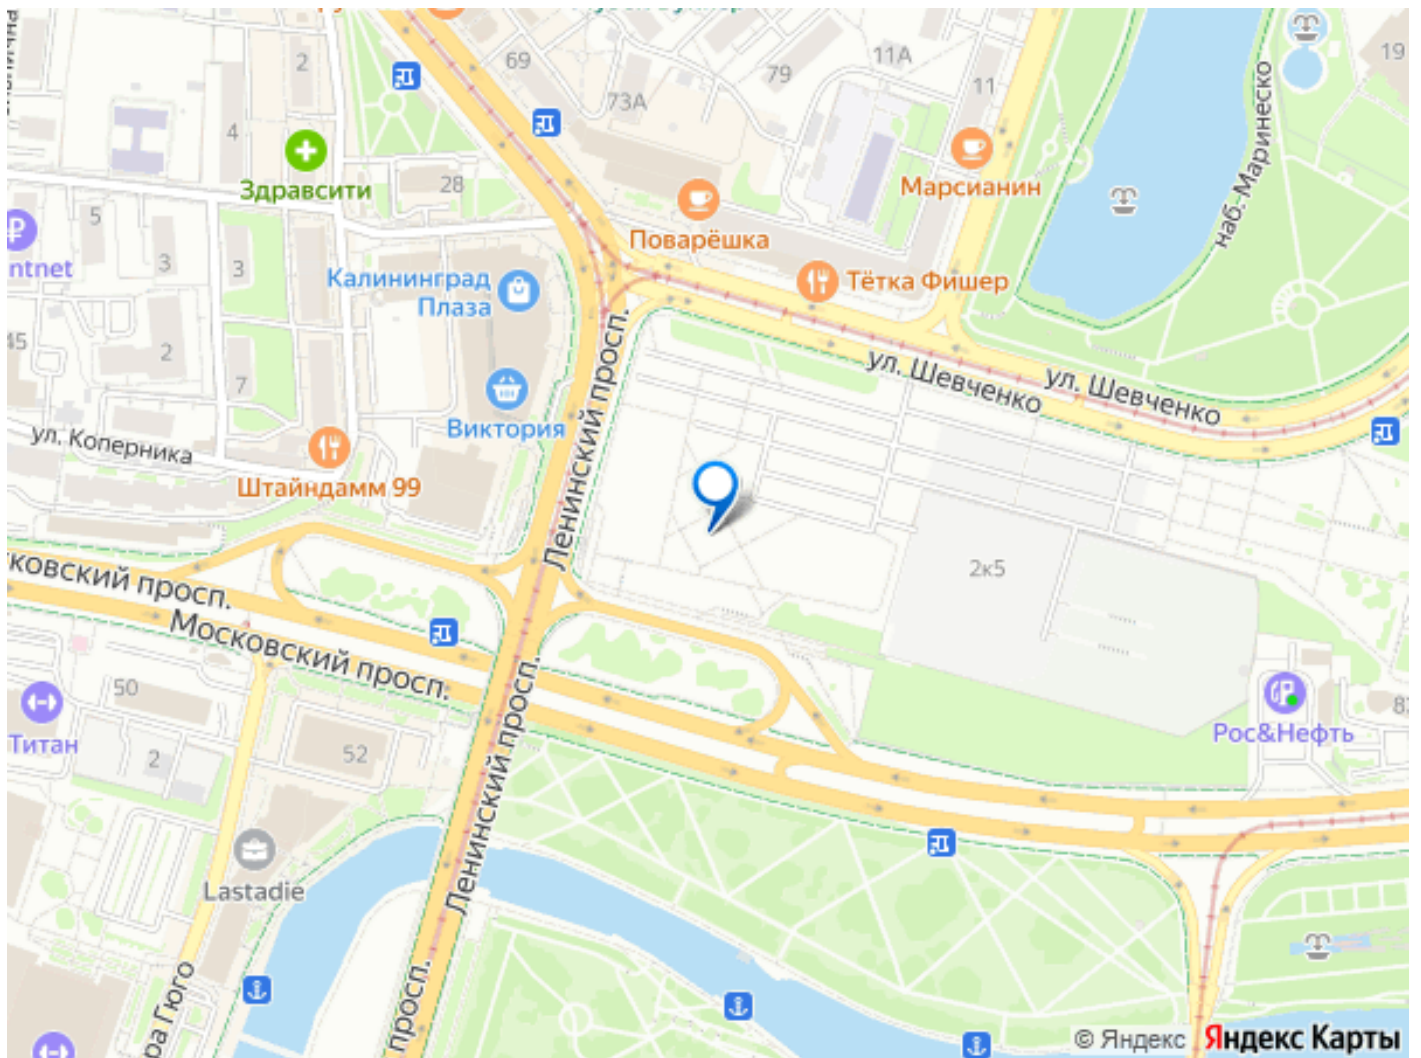 69
2
79
11А
19
73А
11
4
Здравсити
28
Марсианин
наб. Маринеско
5
Поварёшка
3
3
Калининград
Плаза
Тётка Фишер
45
2
7
Ленинский просп.
ул. Шевченко
ул. Шевченко
Виктория
ул. Коперника
Штайндамм 99
2к5
Московский просп.
50
Рос&Нефть
Титан
2
52
Ленинский просп.
Lastadie
просп.
© Яндекс
Яндекс Карты